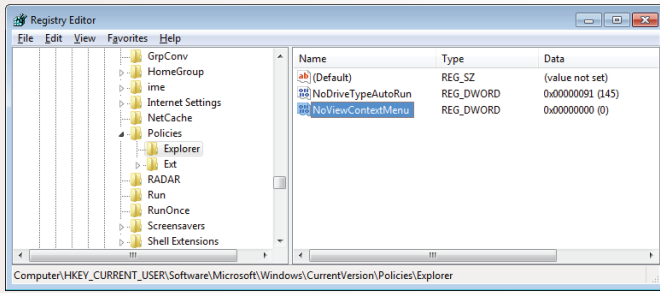 Registry Editor
File Edit View Favorites Help
GrpConv
HomeGroup
ime
Internet Settings
NetCache
Policies
Explorer
Ext
RADAR
Run
RunOnce
Screensavers
Shell Extensions
Name Type Data
(Default) REG_SZ (value not set)
NoDriveTypeAutoRun REG_DWORD 0x00000091 (145)
NoViewContextMenu REG_DWORD 0x00000000 (0)
Computer\HKEY_CURRENT_USER\Software\Microsoft\Windows\CurrentVersion\Policies\Explorer